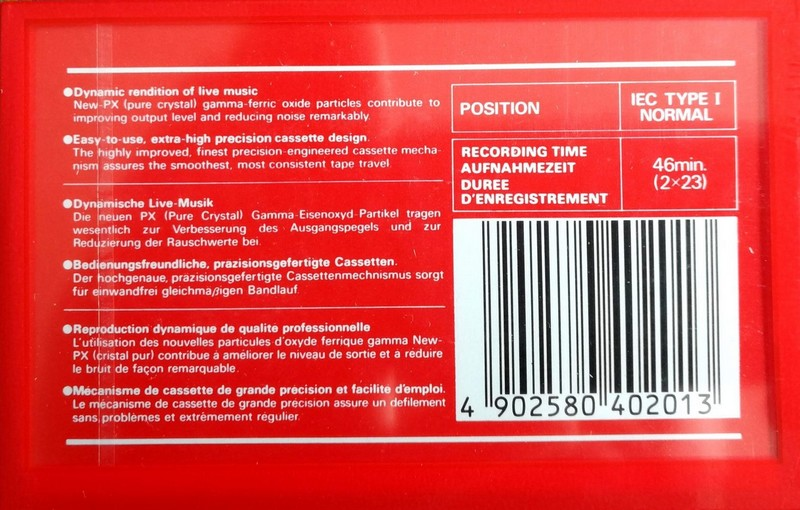 ●Dynamic rendition of live music
New-PX (pure crystal) gamma-ferric oxide particles contribute to
improving output level and reducing noise remarkably.
●Easy-to-use, extra-high precision cassette design.
The highly improved, finest precision-engineered cassette mecha-
nism assures the smoothest, most consistent tape travel.
●Dynamische Live-Musik
Die neuen PX (Pure Crystal) Gamma-Eisenoxyd-Partikel tragen
wesentlich zur Verbesserung des Ausgangspegels und zur
Reduzierung der Rauschwerte bei.
●Bedienungsfreundliche, präzisionsgefertigte Cassetten.
Der hochgenaue, präzisionsgefertigte Cassettenmechnismus sorgt
für einwandfrei gleichmaßigen Bandlauf.
●Reproduction dynamique de qualité professionnelle
L'utilisation des nouvelles particules d'oxyde ferrique gamma New-
PX (cristal pur) contribue à améliorer le niveau de sortie et à réduire
le bruit de façon remarquable.
●Mécanisme de cassette de grande précision et facilité d'emploi.
Le mécanisme de cassette de grande précision assure un défilement
sans problèmes et extrêmement régulier.
POSITION
IEC TYPE I
NORMAL
RECORDING TIME
AUFNAHMEZEIT
DUREE
D'ENREGISTREMENT
46min.
(2×23)
4 902580 402013